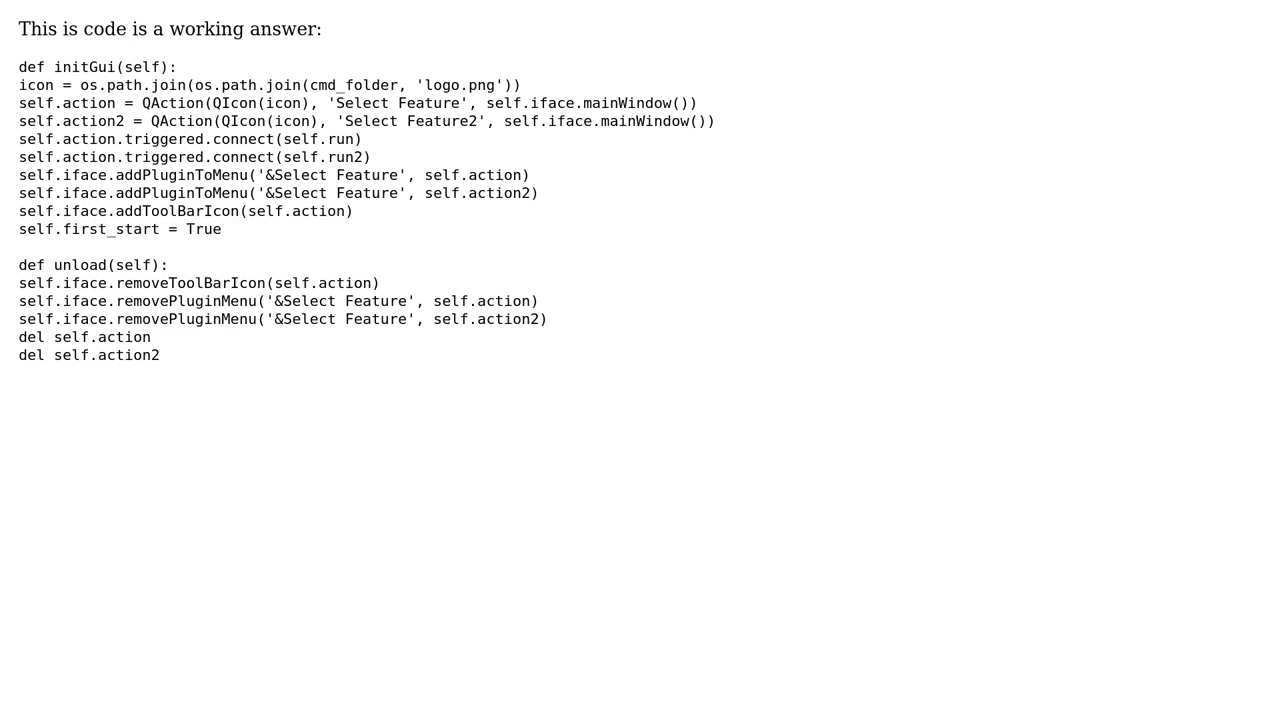 This is code is a working answer:
def initGui(self):
icon = os.path.join(os.path.join(cmd_folder, 'logo.png'))
self.action = QAction(QIcon(icon), 'Select Feature', self.iface.mainWindow())
self.action2 = QAction(QIcon(icon), 'Select Feature2', self.iface.mainWindow())
self.action.triggered.connect(self.run)
self.action.triggered.connect(self.run2)
self.iface.addPluginToMenu('&Select Feature', self.action)
self.iface.addPluginToMenu('&Select Feature', self.action2)
self.iface.addToolBarIcon(self.action)
self.first_start = True
def unload(self):
self.iface.removeToolBarIcon(self.action)
self.iface.removePluginMenu('&Select Feature', self.action)
self.iface.removePluginMenu('&Select Feature', self.action2)
del self.action
del self.action2